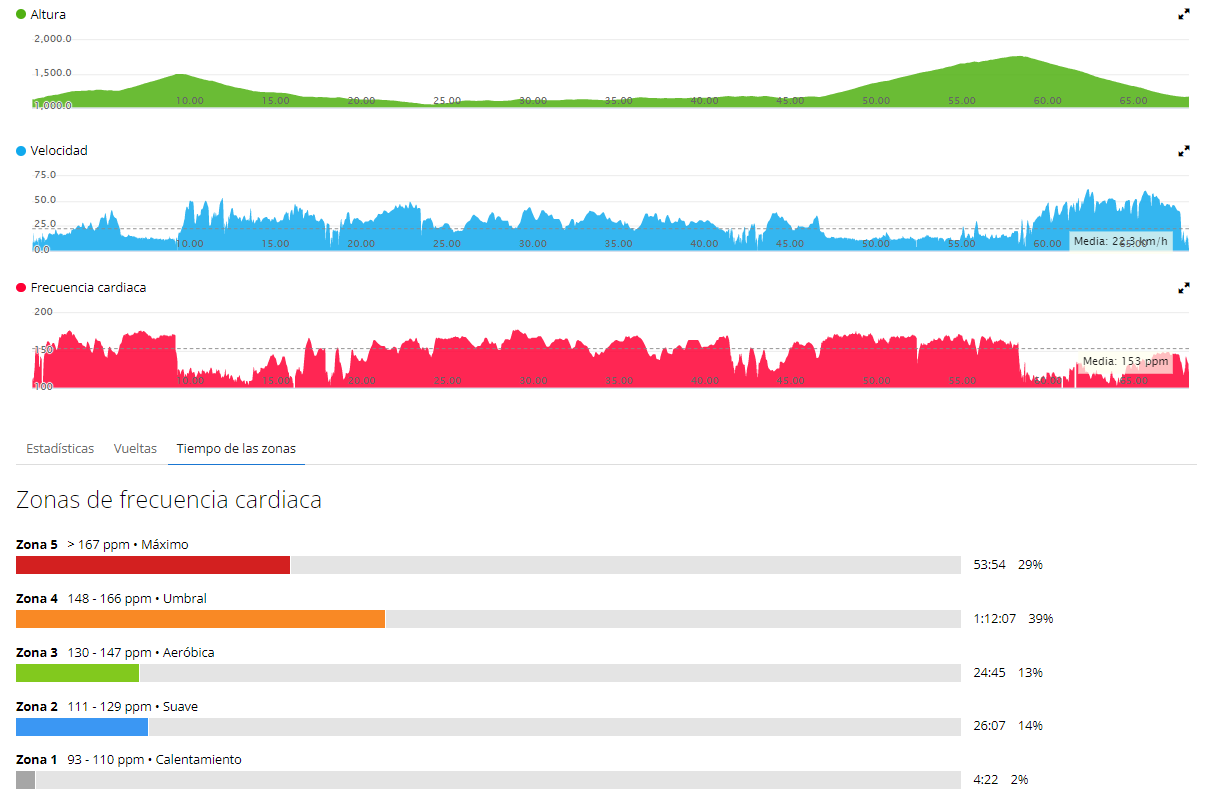 Altura
2,000.0
1,500.0
1,000.0
10.00 15.00 20.00 25.00 30.00 35.00 40.00 45.00 50.00 55.00 60.00 65.00
Velocidad
75.0
50.0
25.0
0.0
10.00 15.00 20.00 25.00 30.00 35.00 40.00 45.00 50.00 55.00 60.00 65.00
Media: 22,3 km/h
Frecuencia cardiaca
200
150
100
10.00 15.00 20.00 25.00 30.00 35.00 40.00 45.00 50.00 55.00 60.00 65.00
Media: 153 ppm
Estadísticas Vueltas Tiempo de las zonas
Zonas de frecuencia cardiaca
Zona 5 > 167 ppm • Máximo
53:54 29%
Zona 4 148 - 166 ppm • Umbral
1:12:07 39%
Zona 3 130 - 147 ppm • Aeróbica
24:45 13%
Zona 2 111 - 129 ppm • Suave
26:07 14%
Zona 1 93 - 110 ppm • Calentamiento
4:22 2%